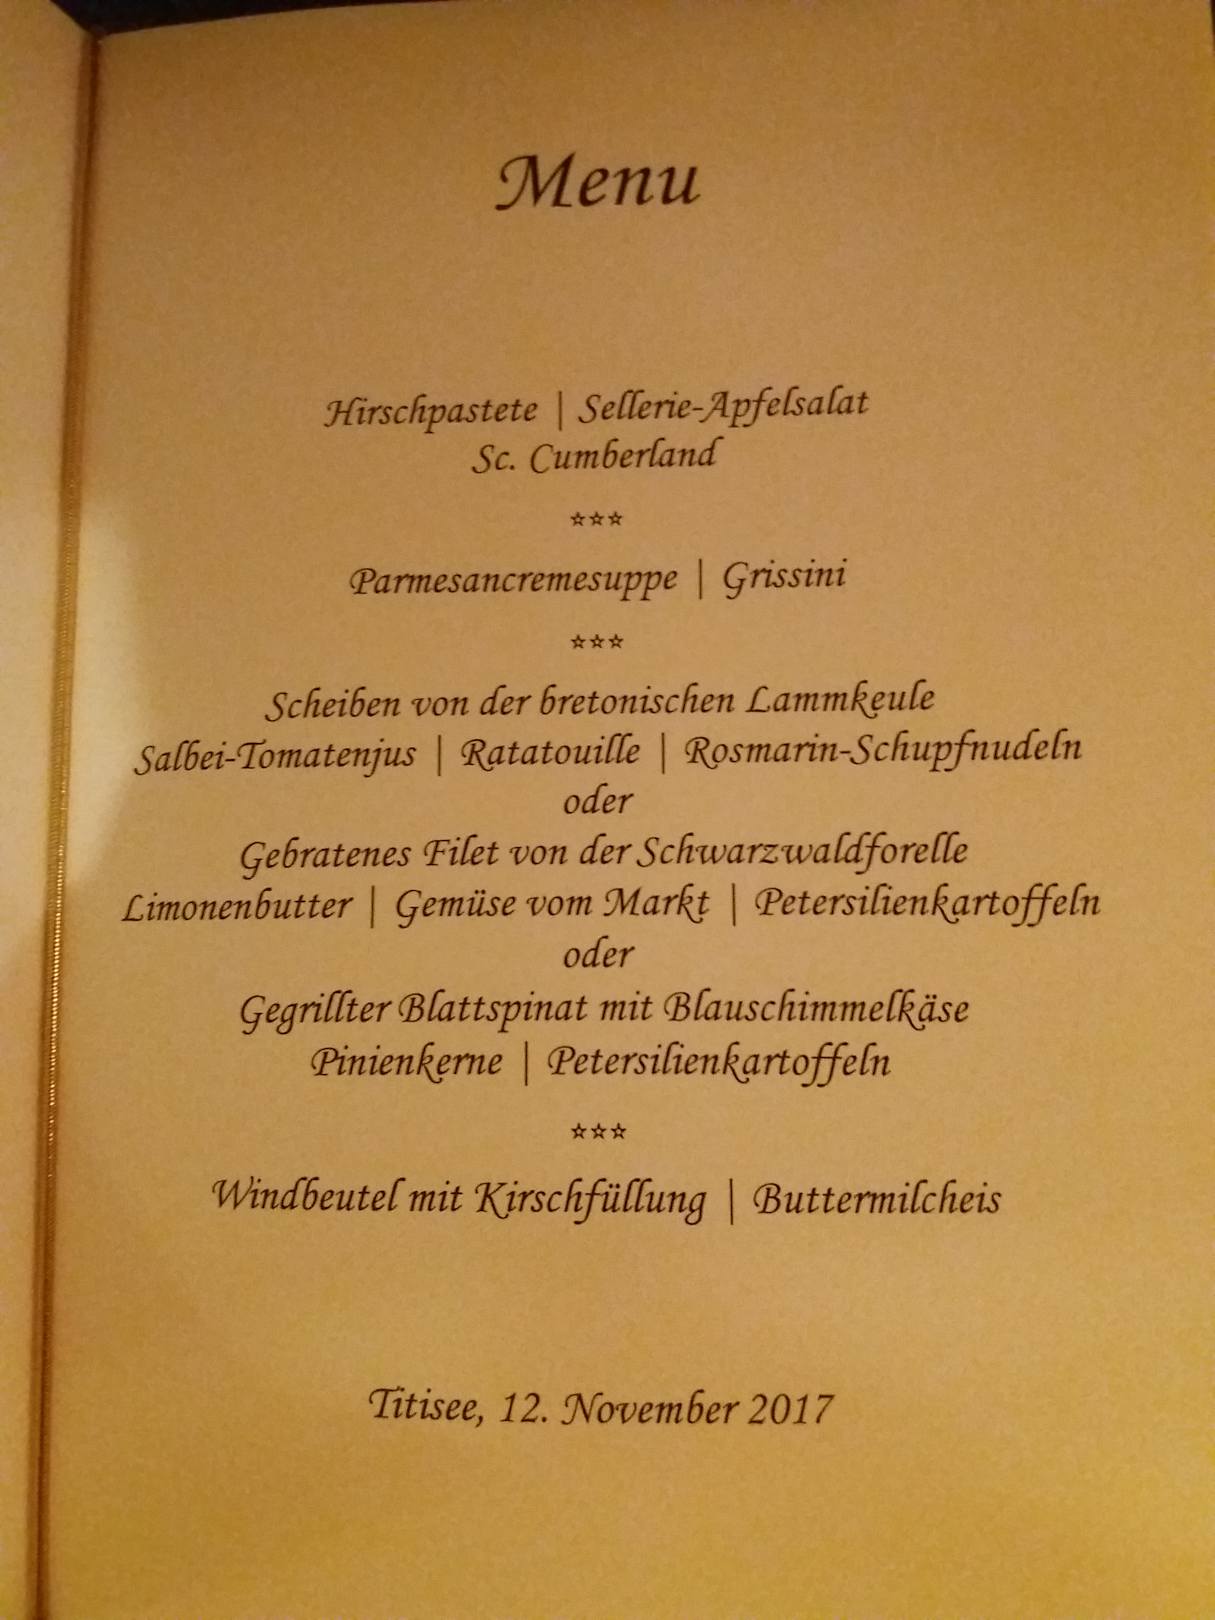 Menu
Hirschpastete | Sellerie-Apfelsalat
Sc. Cumberland
***
Parmesancremesuppe | Grissini
***
Scheiben von der bretonischen Lammkeule
Salbei-Tomatenjus | Ratatouille | Rosmarin-Schupfnudeln
oder
Gebratenes Filet von der Schwarzwaldforelle
Limonenbutter | Gemüse vom Markt | Petersilienkartoffeln
oder
Gegrillter Blattspinat mit Blauschimmelkäse
Pinienkerne | Petersilienkartoffeln
***
Windbeutel mit Kirschfüllung | Buttermilcheis
Titisee, 12. November 2017